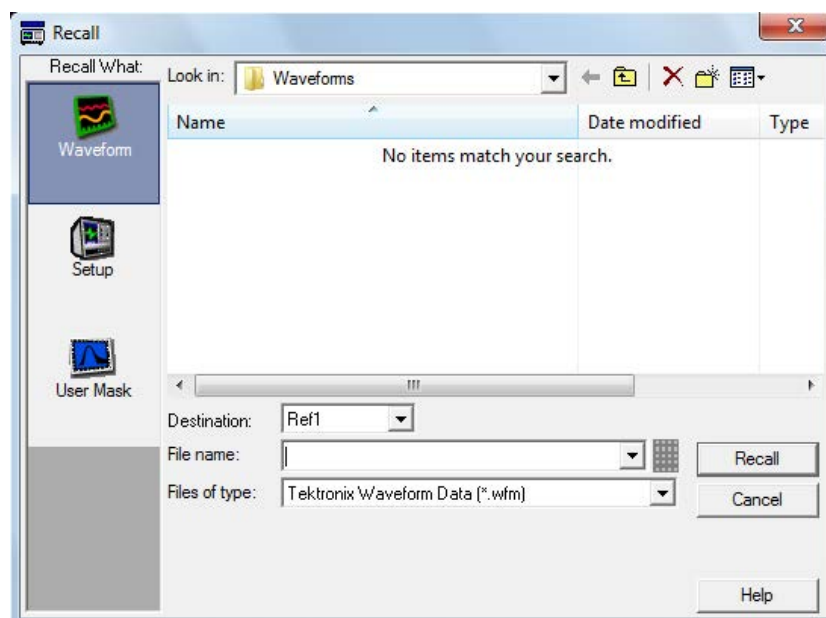 Recall
Recall What:
Waveform
Setup
User Mask
Look in: Waveforms
Name Date modified Type
No items match your search.
Destination: Ref1
File name:
Files of type: Tektronix Waveform Data (*.wfm)
Recall
Cancel
Help